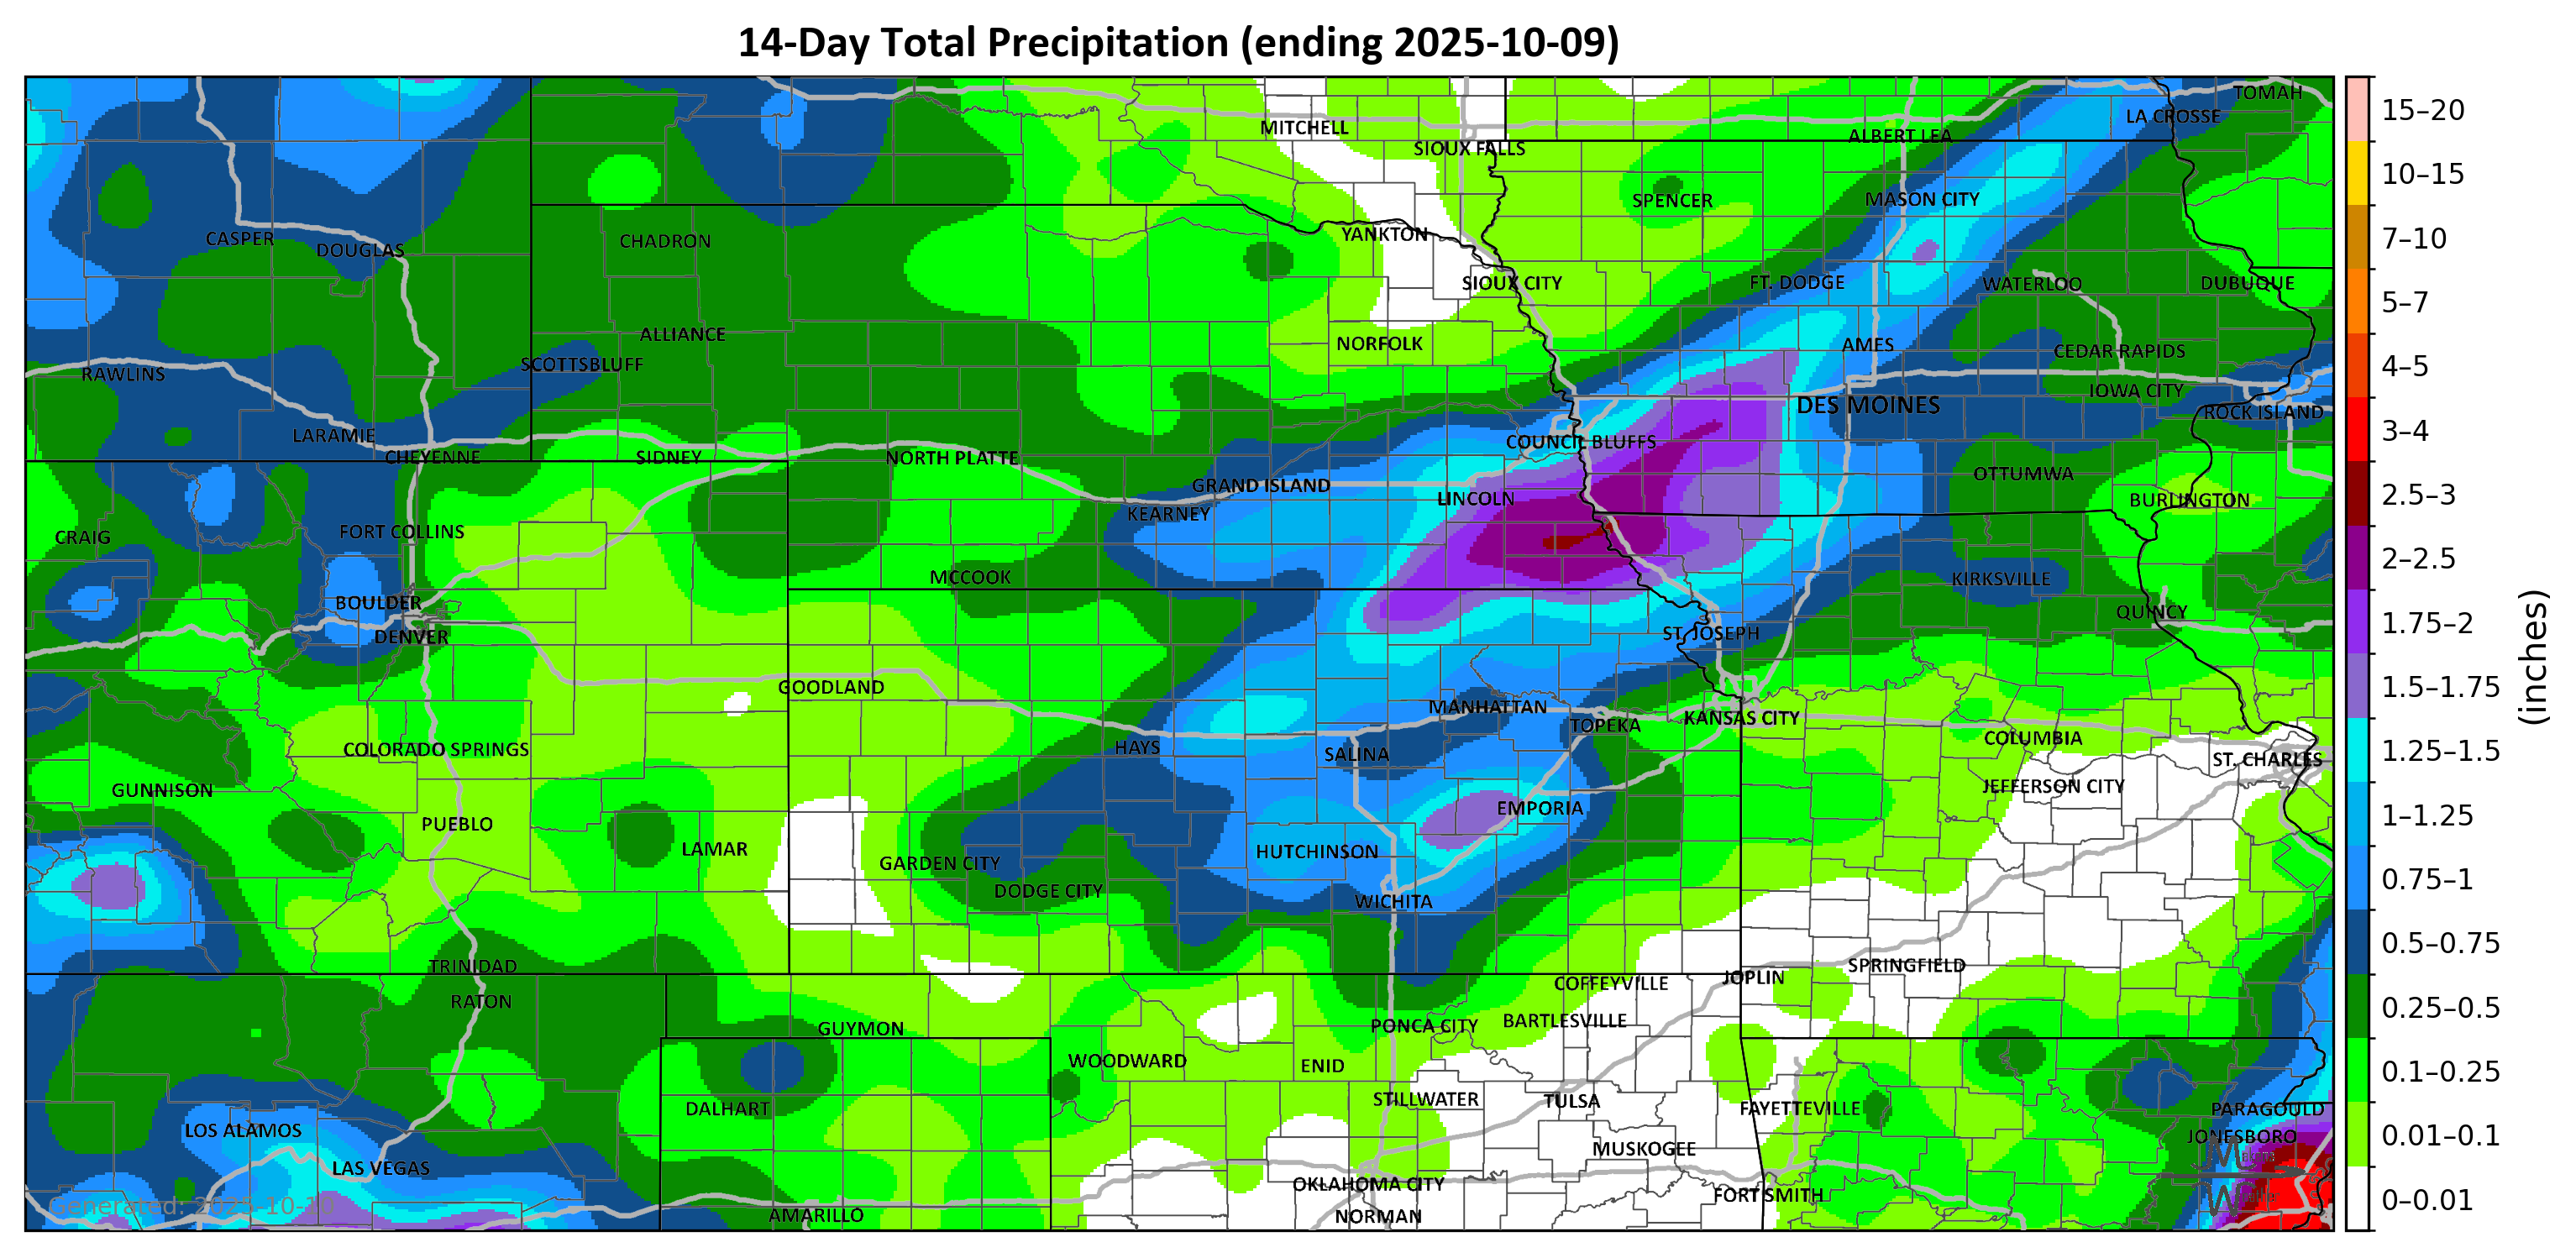 14-Day Total Precipitation (ending 2025-10-09)
TOMAH
LA CROSSE
MITCHELL
ALBERT LEA
SIOUX FALLS
SPENCER
MASON CITY
CASPER
DOUGLAS
CHADRON
YANKTON
SIOUX CITY
FT. DODGE
WATERLOO
DUBUQUE
ALLIANCE
NORFOLK
AMES
CEDAR RAPIDS
SCOTTSBLUFF
RAWLINS
IOWA CITY
DES MOINES
ROCK ISLAND
LARAMIE
COUNCIL BLUFFS
CHEYENNE
SIDNEY
NORTH PLATTE
OTTUMWA
GRAND ISLAND
LINCOLN
BURLINGTON
KEARNEY
FORT COLLINS
CRAIG
MCCOOK
KIRKSVILLE
BOULDER
QUINCY
DENVER
ST. JOSEPH
GOODLAND
MANHATTAN
TOPEKA
KANSAS CITY
COLUMBIA
COLORADO SPRINGS
HAYS
SALINA
ST. CHARLES
GUNNISON
JEFFERSON CITY
EMPORIA
PUEBLO
LAMAR
HUTCHINSON
GARDEN CITY
DODGE CITY
WICHITA
TRINIDAD
SPRINGFIELD
JOPLIN
COFFEYVILLE
RATON
BARTLESVILLE
GUYMON
PONCA CITY
WOODWARD
ENID
STILLWATER
TULSA
DALHART
FAYETTEVILLE
PARAGOULD
LOS ALAMOS
JONESBORO
MUSKOGEE
LAS VEGAS
OKLAHOMA CITY
FORT SMITH
AMARILLO
NORMAN
Generated: 2025-10-10
15–20
10–15
7–10
5–7
4–5
3–4
2.5–3
2–2.5
1.75–2
1.5–1.75
1.25–1.5
1–1.25
0.75–1
0.5–0.75
0.25–0.5
0.1–0.25
0.01–0.1
0–0.01
(inches)